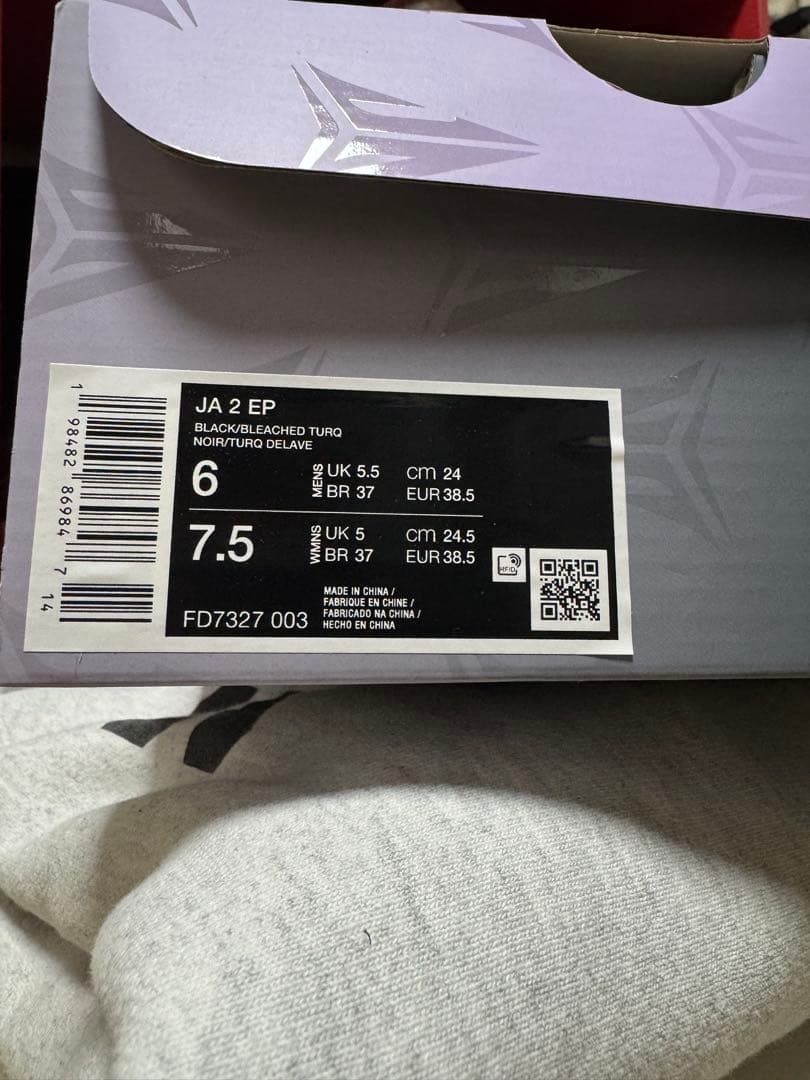 JA 2 EP
BLACK/BLEACHED TURQ
NOIR/TURQ DELAVE
6 MENS UK 5.5 cm 24
BR 37 EUR 38.5
7.5 WMNS UK 5 cm 24.5
BR 37 EUR 38.5
RFID
FD7327 003
MADE IN CHINA /
FABRIQUE EN CHINE /
FABRICADO NA CHINA /
HECHO EN CHINA
1 98482 86984 7 14